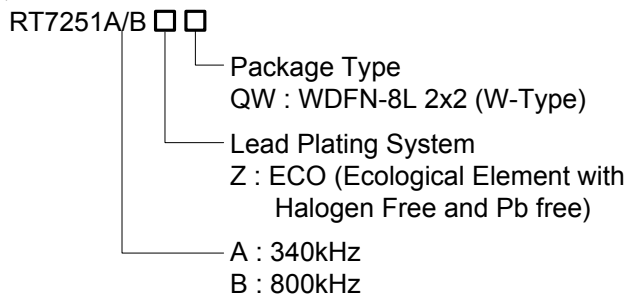 RT7251A/B
Package Type
QW : WDFN-8L 2x2 (W-Type)
Lead Plating System
Z : ECO (Ecological Element with
Halogen Free and Pb free)
A : 340kHz
B : 800kHz